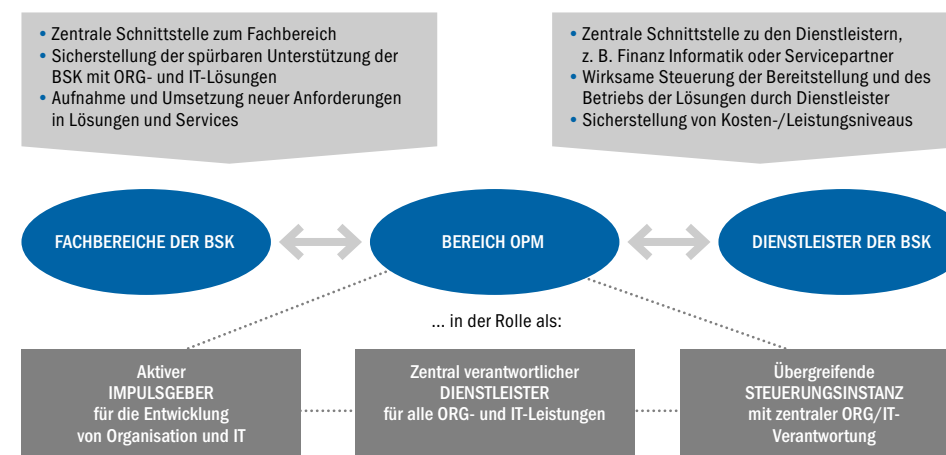 • Zentrale Schnittstelle zum Fachbereich
• Sicherstellung der spürbaren Unterstützung der
BSK mit ORG- und IT-Lösungen
• Aufnahme und Umsetzung neuer Anforderungen
in Lösungen und Services
• Zentrale Schnittstelle zu den Dienstleistern,
z. B. Finanz Informatik oder Servicepartner
• Wirksame Steuerung der Bereitstellung und des
Betriebs der Lösungen durch Dienstleister
• Sicherstellung von Kosten-/Leistungsniveaus
FACHBEREICHE DER BSK
BEREICH OPM
DIENSTLEISTER DER BSK
... in der Rolle als:
Aktiver
IMPULSGEBER
für die Entwicklung
von Organisation und IT
Zentral verantwortlicher
DIENSTLEISTER
für alle ORG- und IT-Leistungen
Übergreifende
STEUERUNGSINSTANZ
mit zentraler ORG/IT-
Verantwortung